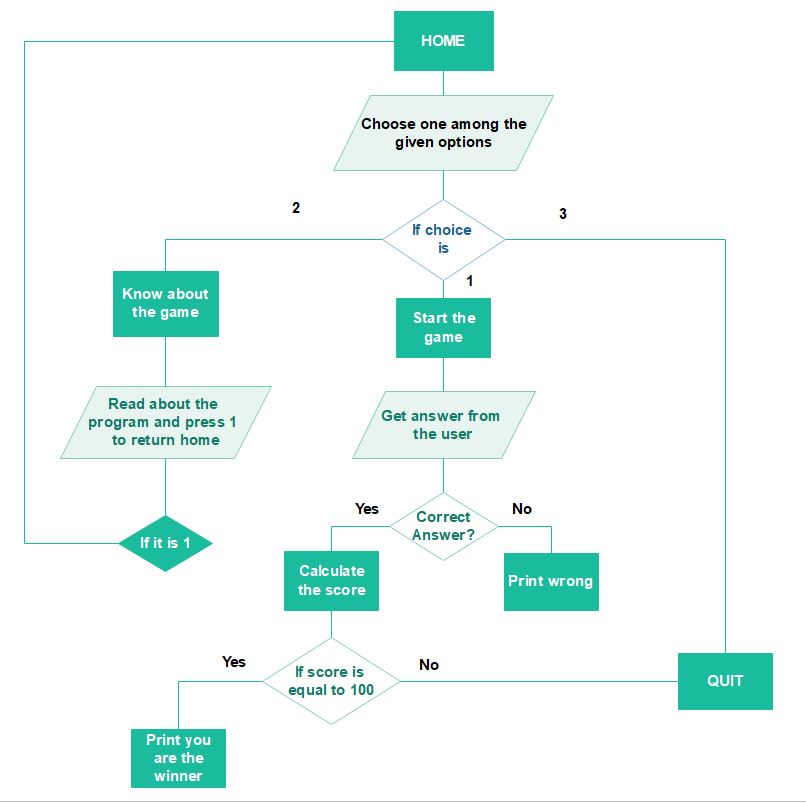 HOME
Choose one among the
given options
2
3
If choice
is
1
Know about
the game
Start the
game
Read about the
program and press 1
to return home
Get answer from
the user
Yes
No
Correct
Answer?
If it is 1
Calculate
the score
Print wrong
Yes
No
If score is
equal to 100
QUIT
Print you
are the
winner